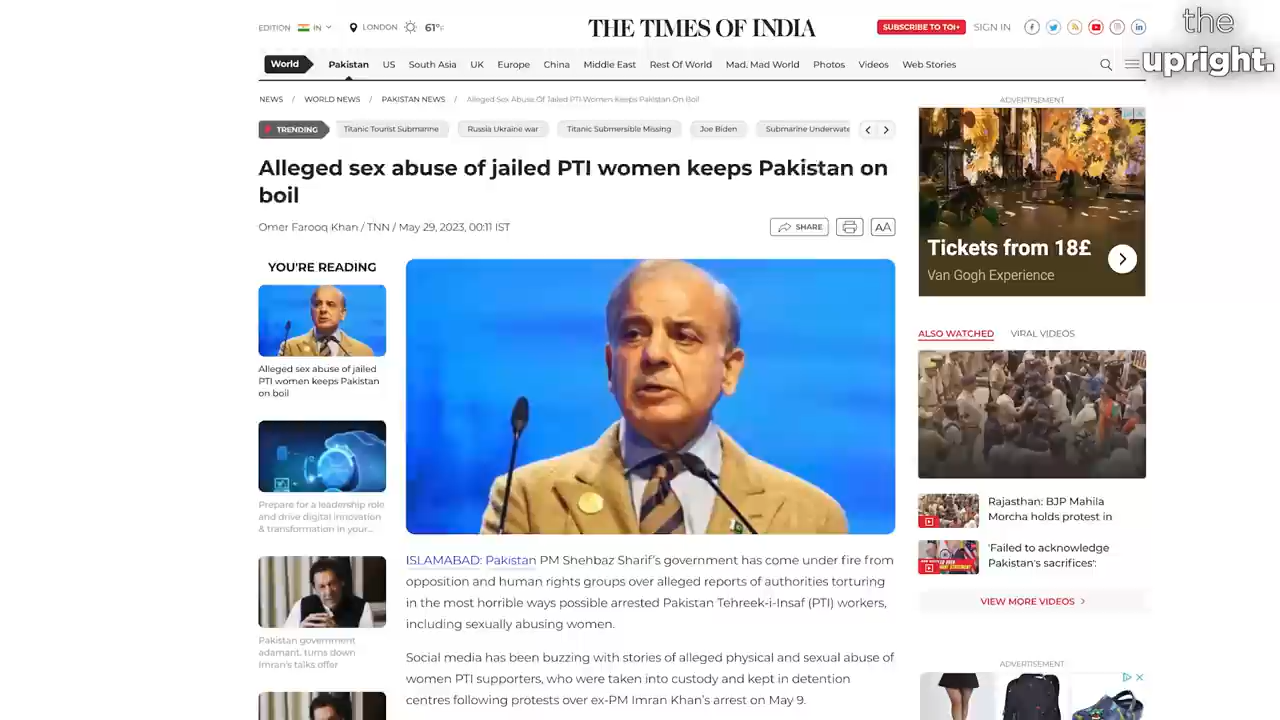 EDITION IN LONDON 61°F
THE TIMES OF INDIA
SUBSCRIBE TO TOI+ SIGN IN
the
upright.
World Pakistan US South Asia UK Europe China Middle East Rest Of World Mad. Mad World Photos Videos Web Stories
NEWS / WORLD NEWS / PAKISTAN NEWS / Alleged Sex Abuse Of Jailed PTI Women Keeps Pakistan On Boil
TRENDING Titanic Tourist Submarine Russia Ukraine war Titanic Submersible Missing Joe Biden Submarine Underwate
Alleged sex abuse of jailed PTI women keeps Pakistan on
boil
Omer Farooq Khan / TNN / May 29, 2023, 00:11 IST
SHARE AA
YOU'RE READING
Alleged sex abuse of jailed
PTI women keeps Pakistan
on boil
Prepare for a leadership role
and drive digital innovation
& transformation in your...
Pakistan government
adamant, turns down
Imran's talks offer
ISLAMABAD: Pakistan PM Shehbaz Sharif's government has come under fire from
opposition and human rights groups over alleged reports of authorities torturing
in the most horrible ways possible arrested Pakistan Tehreek-i-Insaf (PTI) workers,
including sexually abusing women.
Social media has been buzzing with stories of alleged physical and sexual abuse of
women PTI supporters, who were taken into custody and kept in detention
centres following protests over ex-PM Imran Khan's arrest on May 9.
ADVERTISEMENT
Tickets from 18£
Van Gogh Experience
ALSO WATCHED VIRAL VIDEOS
Rajasthan: BJP Mahila
Morcha holds protest in
'Failed to acknowledge
Pakistan's sacrifices':
VIEW MORE VIDEOS
ADVERTISEMENT